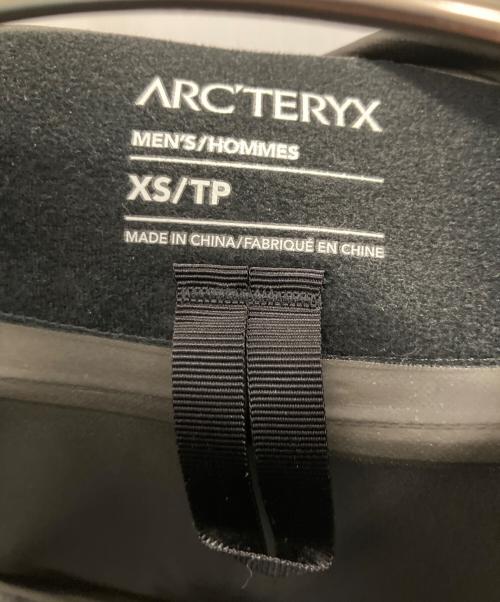 ARC'TERYX
MEN'S/HOMMES
XS/TP
MADE IN CHINA/FABRIQUÉ EN CHINE